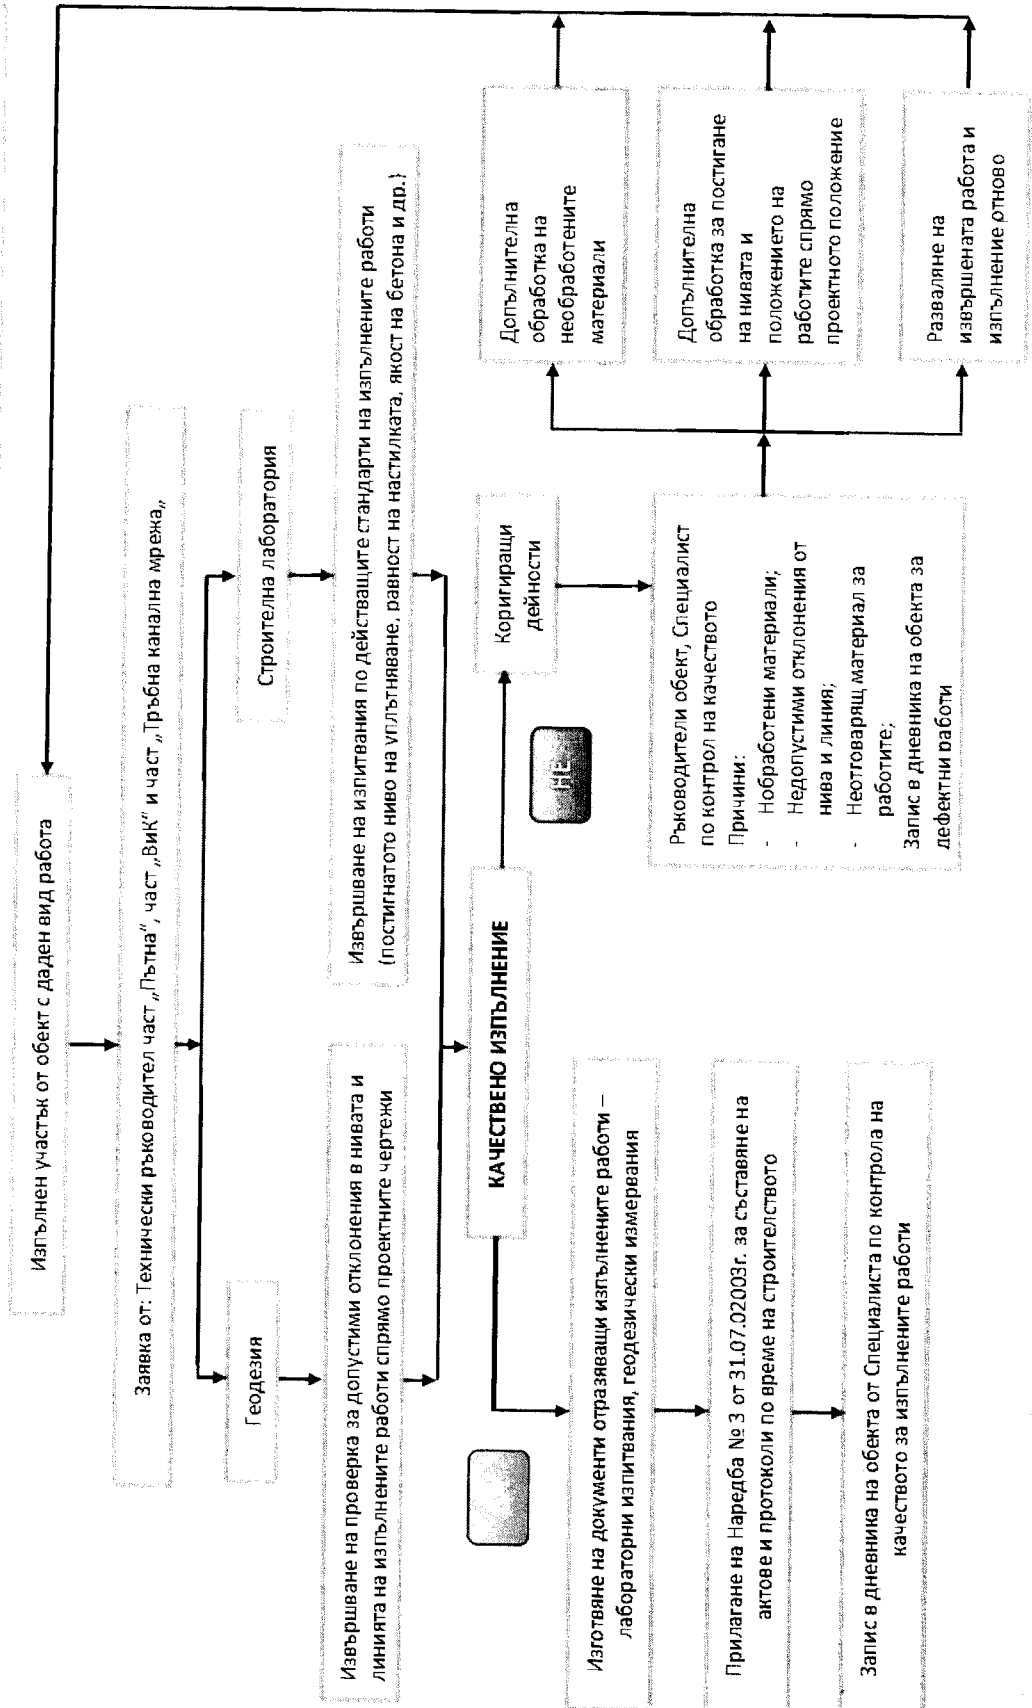 Изпълнен участък от обект с даден вид работа
Заявка от: Технически ръководител част „Пътна", част „ВиК" и част „Тръбна канална мрежа„
Геодезия
Строителна лаборатория
Извършване на проверка за допустими отклонения в нивата и
линията на изпълнените работи спрямо проектните чертежи
Извършване на изпитвания по действащите стандарти на изпълнените работи
(постигнатото ниво на уплътняване, равност на настилката, якост на бетона и др.)
КАЧЕСТВЕНО ИЗПЪЛНЕНИЕ
НЕ
Изготвяне на документи отразяващи изпълнените работи –
лабораторни изпитвания, геодезически измервания
Прилагане на Наредба № 3 от 31.07.02003г. за съставяне на
актове и протоколи по време на строителството
Запис в дневника на обекта от Специалиста по контрола на
качеството за изпълнените работи
Коригиращи
дейности
Ръководители обект, Специалист
по контрол на качеството
Причини:
- Нобработени материали;
- Недопустими отклонения от
нива и линия;
- Неотговарящ материал за
работите;
Запис в дневника на обекта за
дефектни работи
Допълнителна
обработка на
необработените
материали
Допълнителна
обработка за постигане
на нивата и
положението на
работите спрямо
проектното положение
Разваляне на
извършената работа и
изпълнение отново